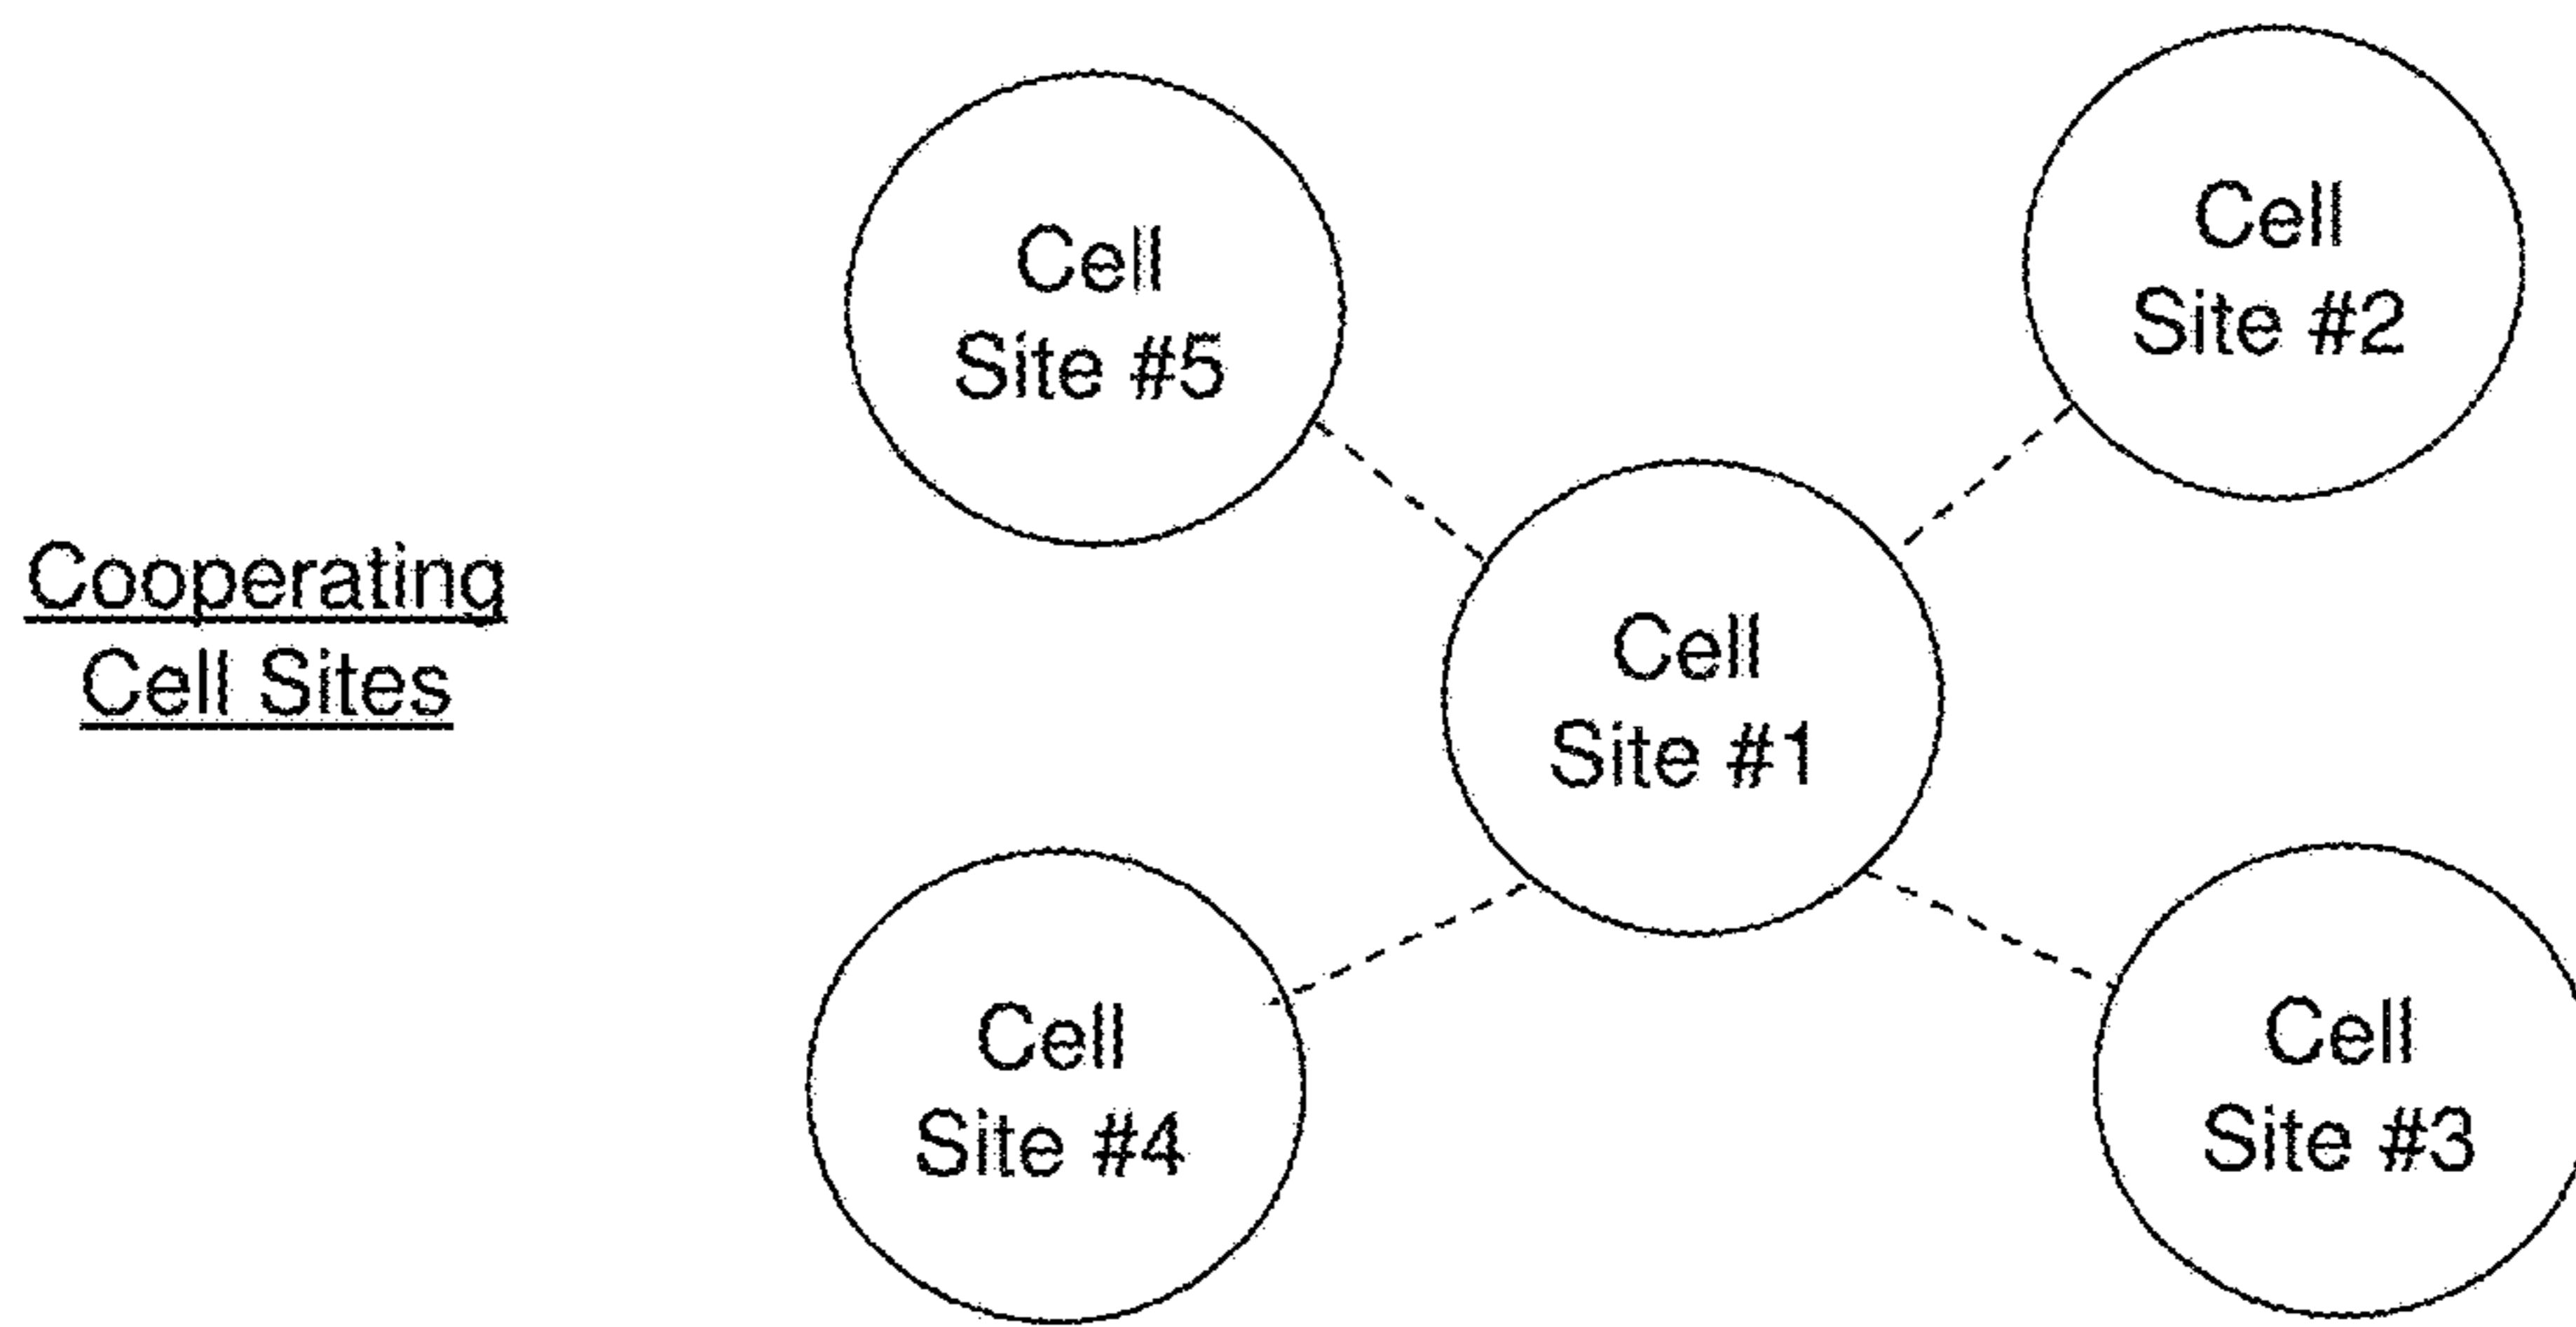 Cooperating
Cell Sites
Cell
Site #5
Cell
Site #2
Cell
Site #1
Cell
Site #4
Cell
Site #3